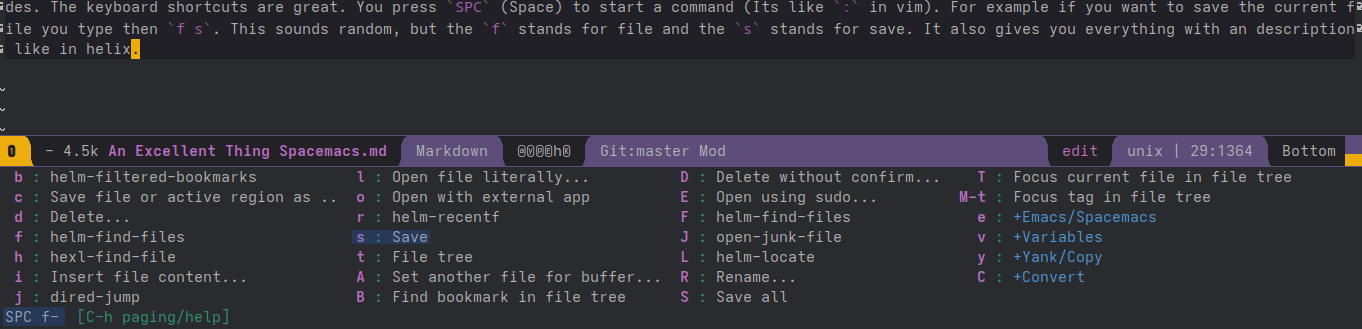 des. The keyboard shortcuts are great. You press `SPC` (Space) to start a command (Its like `:` in vim). For example if you want to save the current f
ile you type then `f s`. This sounds random, but the `f` stands for file and the `s` stands for save. It also gives you everything with an description
like in helix.
~
~
~
❶ - 4.5k An Excellent Thing Spacemacs.md Markdown ⓔⓨⓟⓔhⓚ Git:master Mod edit unix | 29:1364 Bottom
b : helm-filtered-bookmarks l : Open file literally... D : Delete without confirm... T : Focus current file in file tree
c : Save file or active region as .. o : Open with external app E : Open using sudo... M-t : Focus tag in file tree
d : Delete... r : helm-recentf F : helm-find-files e : +Emacs/Spacemacs
f : helm-find-files s : Save J : open-junk-file v : +Variables
h : hexl-find-file t : File tree L : helm-locate y : +Yank/Copy
i : Insert file content... A : Set another file for buffer... R : Rename... C : +Convert
j : dired-jump B : Find bookmark in file tree S : Save all
SPC f- [C-h paging/help]